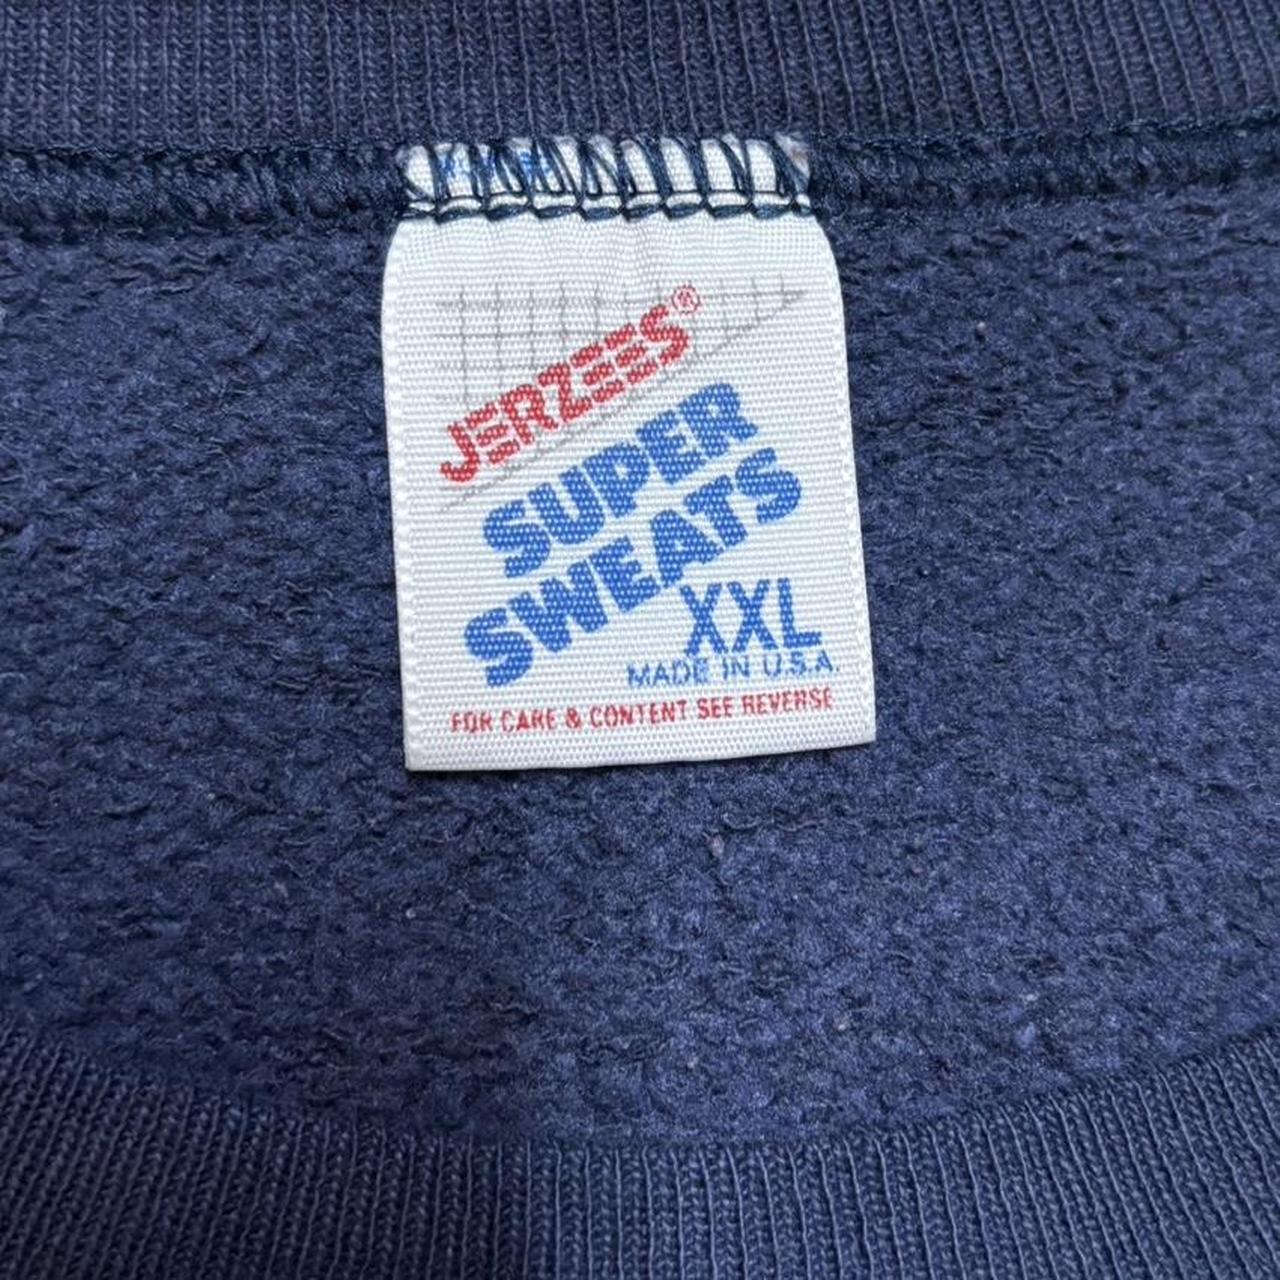 JERZEES®
SUPER
SWEATS
XXL
MADE IN U.S.A.
FOR CARE & CONTENT SEE REVERSE